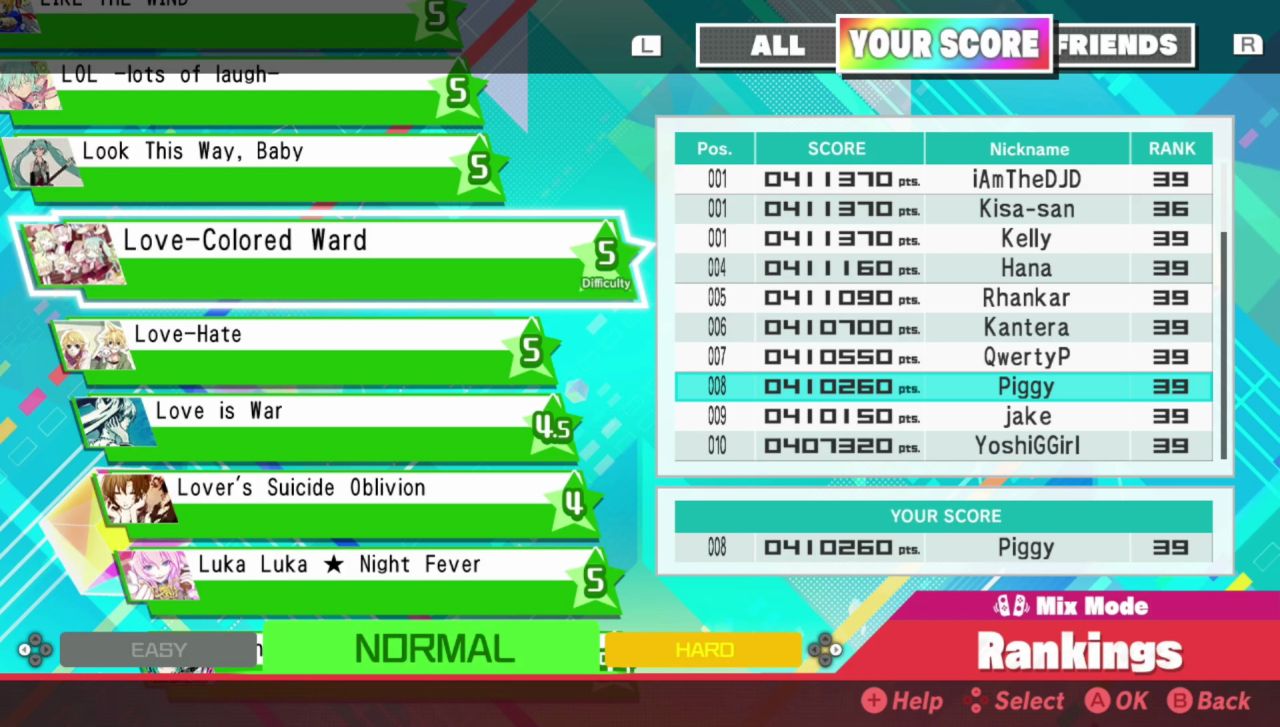 LIKE THE WIND
5
LOL -lots of laugh-
5
Look This Way, Baby
5
Love-Colored Ward
5
Difficulty
Love-Hate
5
Love is War
4.5
Lover's Suicide Oblivion
4
Luka Luka ★ Night Fever
5
EASY
NORMAL
HARD
L
ALL
YOUR SCORE
FRIENDS
R
Pos. SCORE Nickname RANK
001 0411370 pts. iAmTheDJD 39
001 0411370 pts. Kisa-san 36
001 0411370 pts. Kelly 39
004 0411160 pts. Hana 39
005 0411090 pts. Rhankar 39
006 0410700 pts. Kantera 39
007 0410550 pts. QwertyP 39
008 0410260 pts. Piggy 39
009 0410150 pts. jake 39
010 0407320 pts. YoshiGGirl 39
YOUR SCORE
008 0410260 pts. Piggy 39
Mix Mode
Rankings
+ Help Select A OK B Back